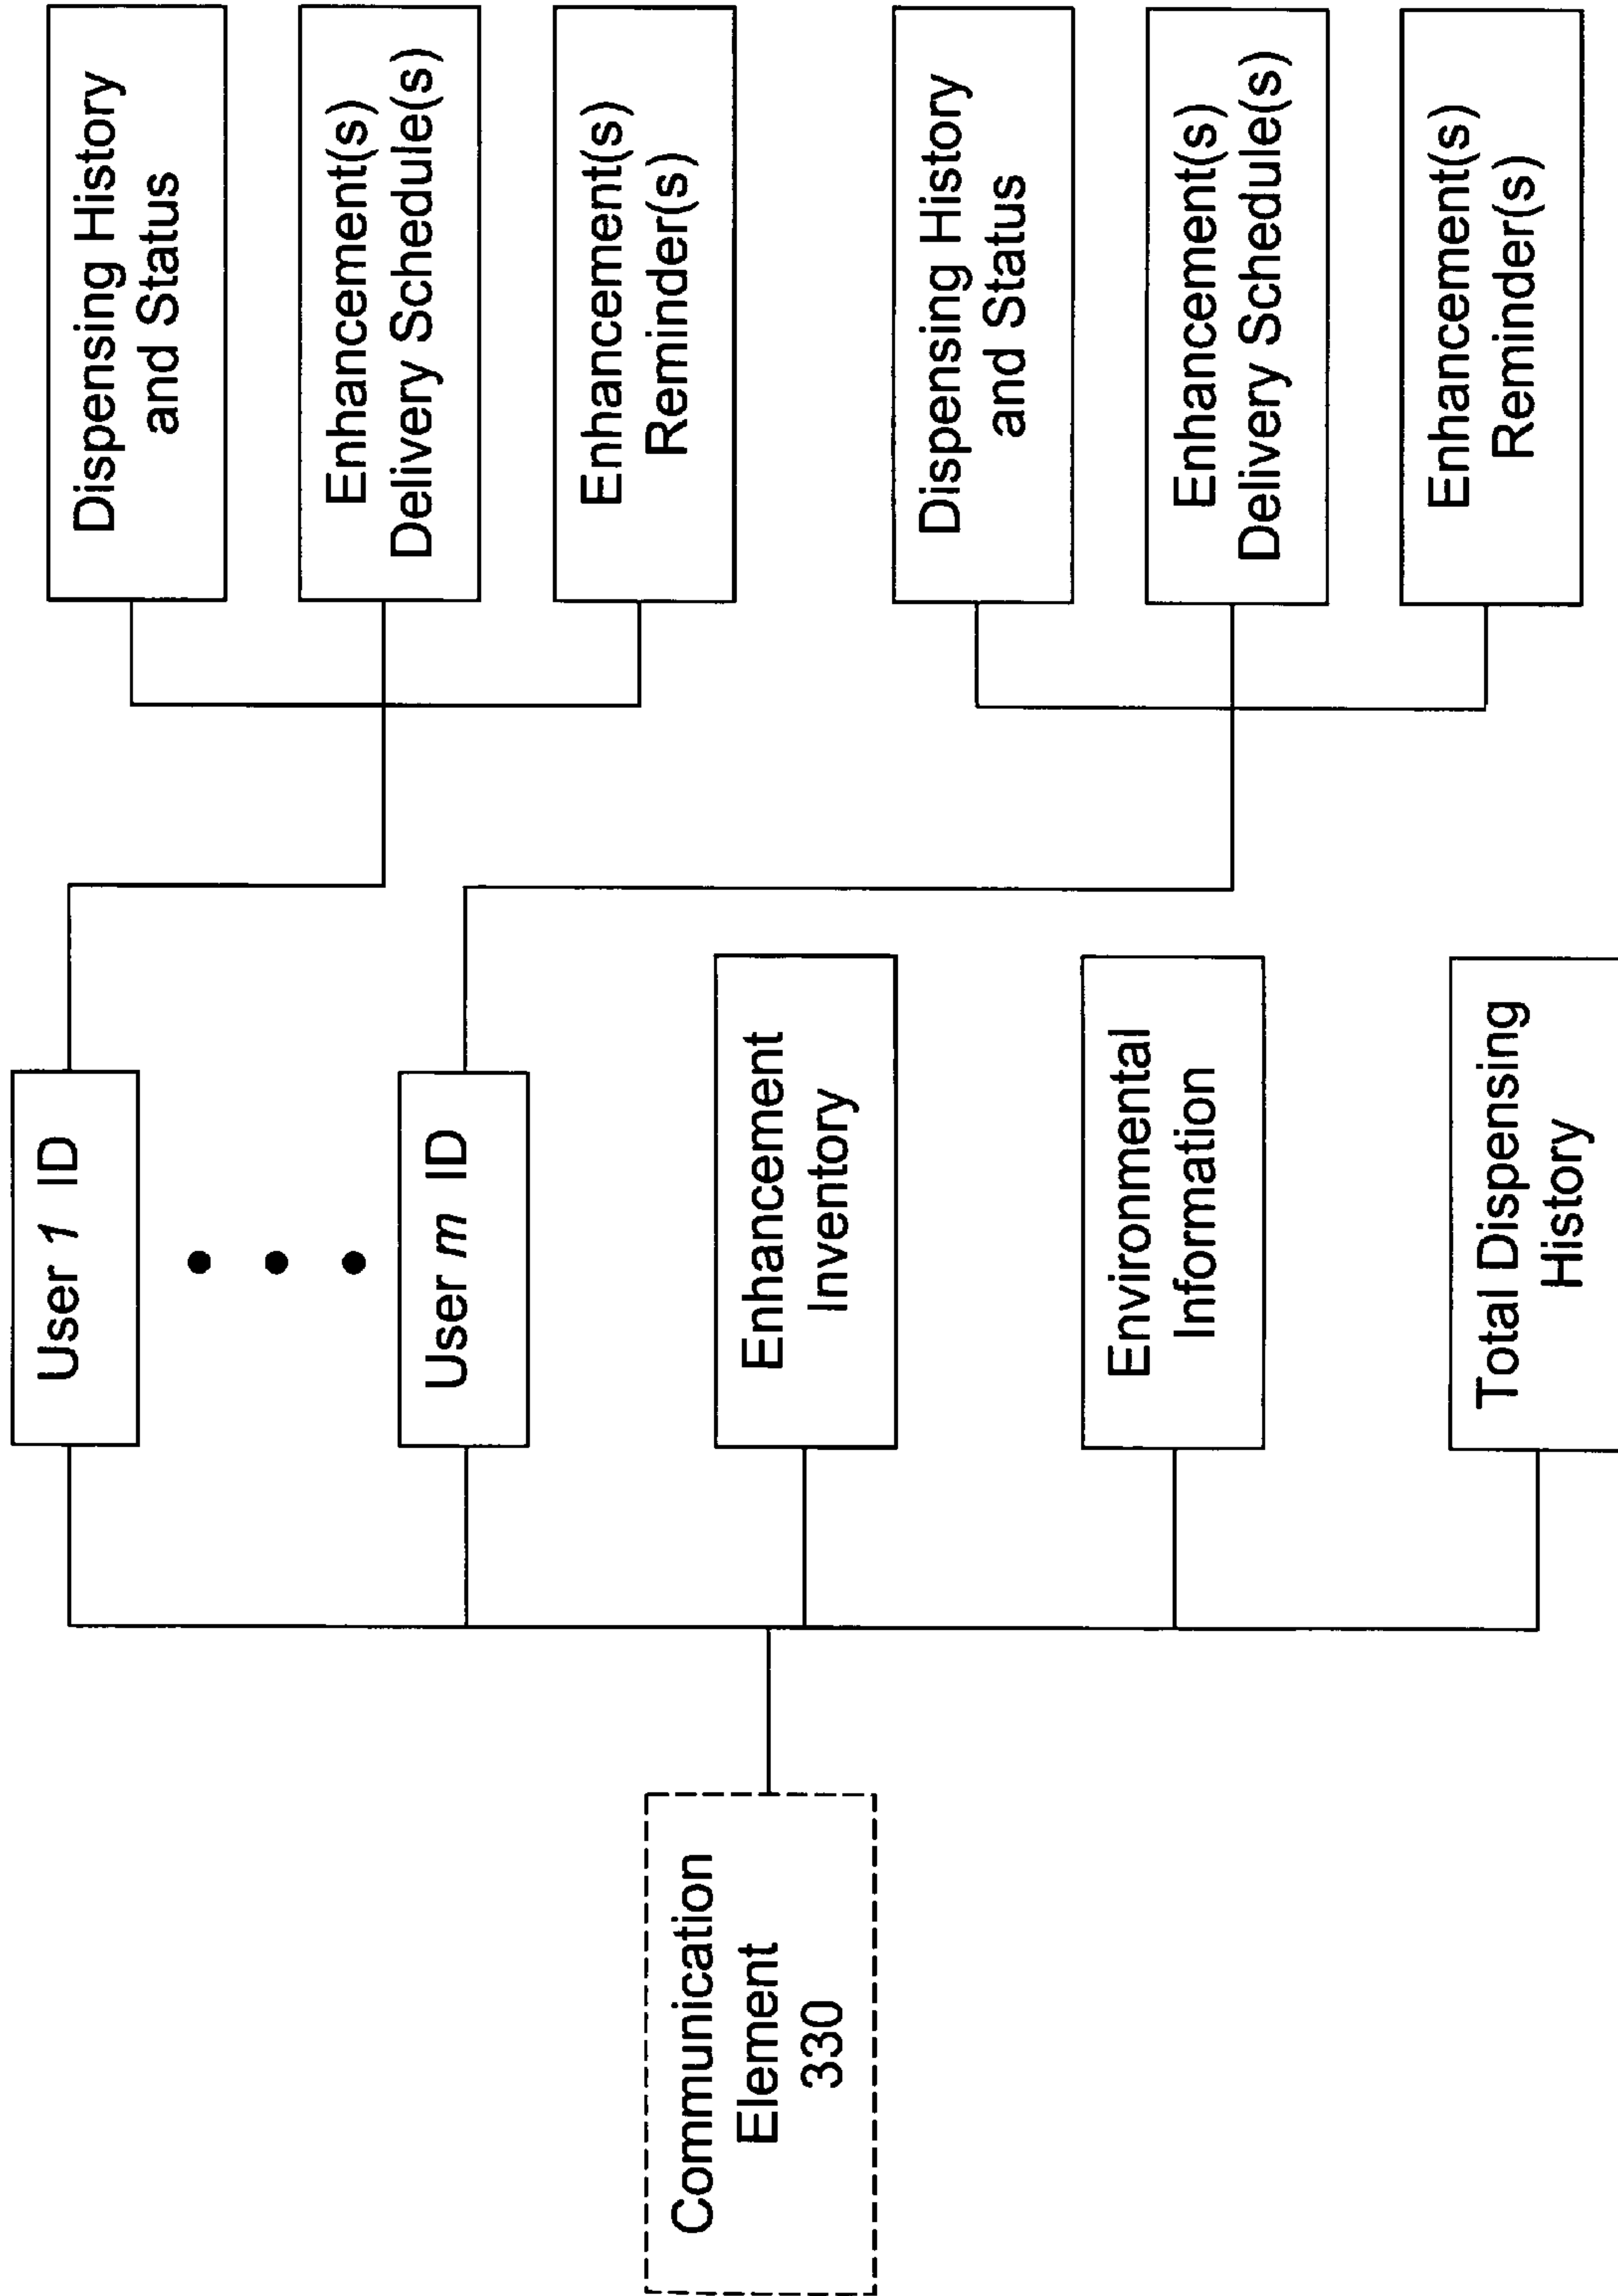 Communication
Element
330
User 1 ID
User m ID
Enhancement
Inventory
Environmental
Information
Total Dispensing
History
Dispensing History
and Status
Enhancement(s)
Delivery Schedule(s)
Enhancement(s)
Reminder(s)
Dispensing History
and Status
Enhancement(s)
Delivery Schedule(s)
Enhancement(s)
Reminder(s)